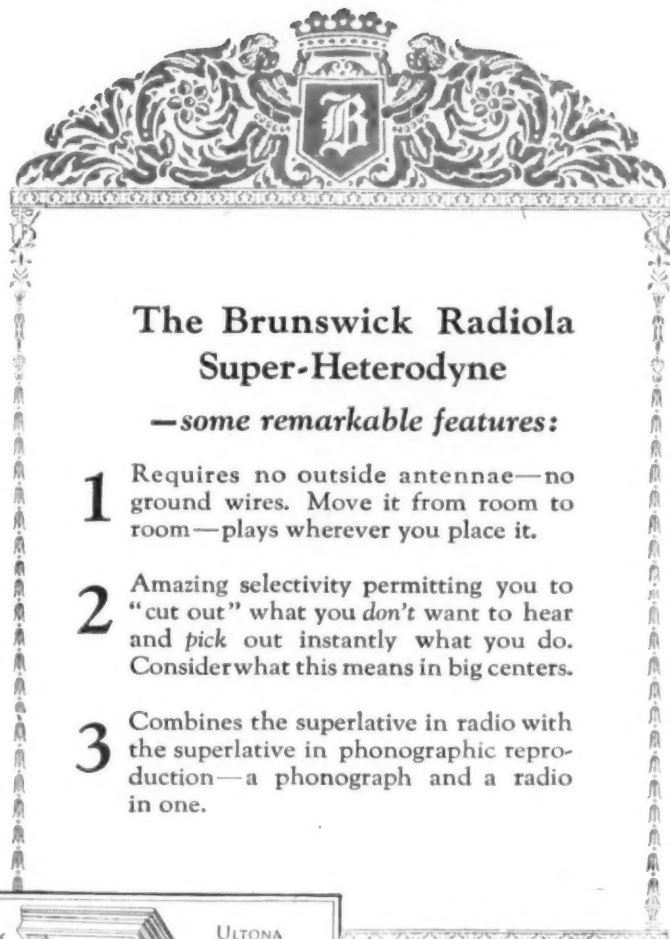 B
The Brunswick Radiola
Super-Heterodyne
—some remarkable features:
1 Requires no outside antennae—no
ground wires. Move it from room to
room—plays wherever you place it.
2 Amazing selectivity permitting you to
"cut out" what you don't want to hear
and pick out instantly what you do.
Consider what this means in big centers.
3 Combines the superlative in radio with
the superlative in phonographic repro-
duction—a phonograph and a radio
in one.
ULTONA